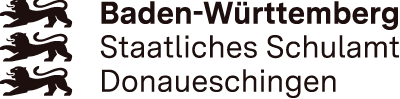 Baden-Württemberg
Staatliches Schulamt
Donaueschingen